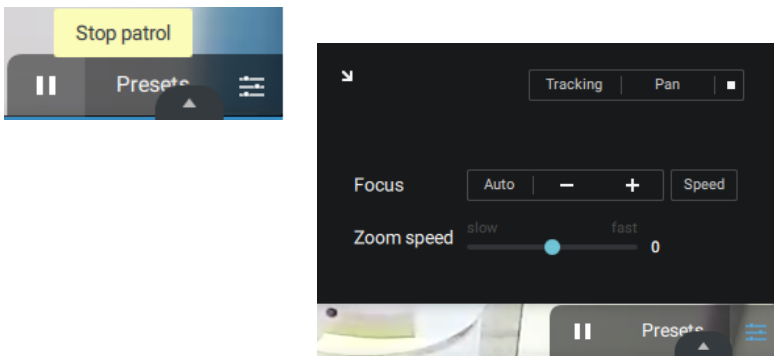 Stop patrol
Presets
Tracking Pan
Focus Auto Speed
slow fast
Zoom speed 0
Presets